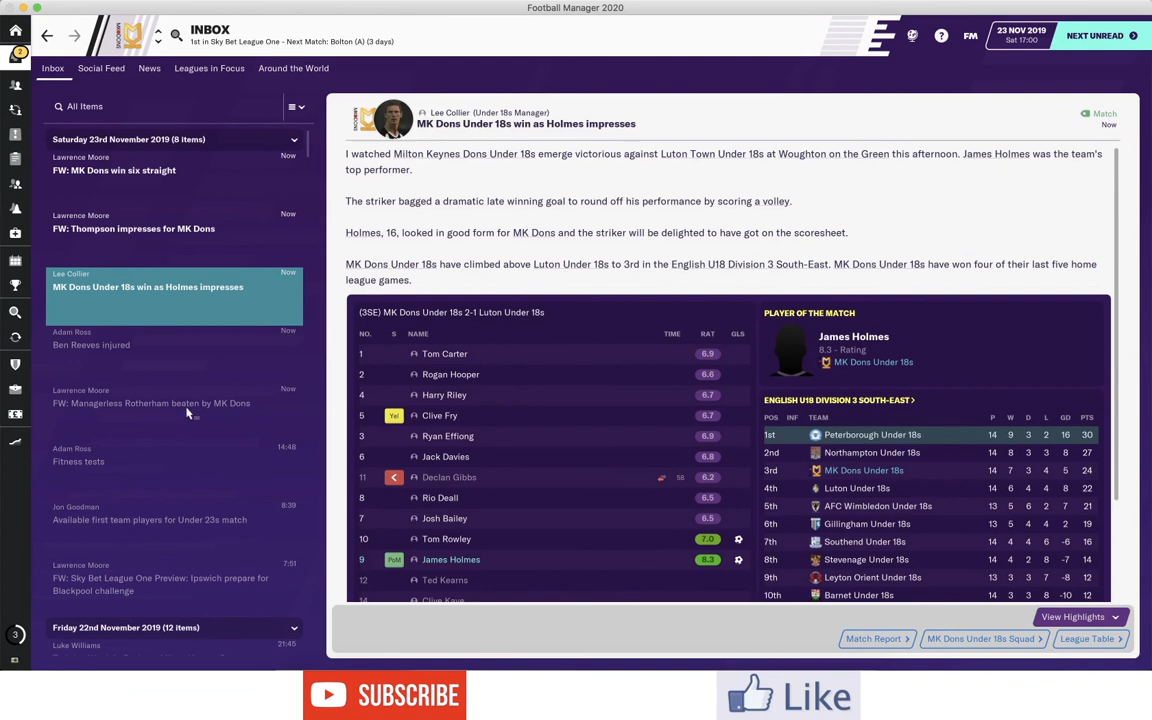 Football Manager 2020
INBOX
1st in Sky Bet League One - Next Match: Bolton (A) (3 days)
FM
23 NOV 2019
Sat 17:00
NEXT UNREAD
2
Inbox
Social Feed
News
Leagues in Focus
Around the World
All Items
Saturday 23rd November 2019 (8 items)
Lawrence Moore
Now
FW: MK Dons win six straight
Lawrence Moore
Now
FW: Thompson impresses for MK Dons
Lee Collier
Now
MK Dons Under 18s win as Holmes impresses
Adam Ross
Now
Ben Reeves injured
Lawrence Moore
Now
FW: Managerless Rotherham beaten by MK Dons
Adam Ross
14:48
Fitness tests
Jon Goodman
8:39
Available first team players for Under 23s match
Lawrence Moore
7:51
FW: Sky Bet League One Preview: Ipswich prepare for
Blackpool challenge
Friday 22nd November 2019 (12 items)
Luke Williams
21:45
3
Lee Collier (Under 18s Manager)
MK Dons Under 18s win as Holmes impresses
Match
Now
I watched Milton Keynes Dons Under 18s emerge victorious against Luton Town Under 18s at Woughton on the Green this afternoon. James Holmes was the team's
top performer.
The striker bagged a dramatic late winning goal to round off his performance by scoring a volley.
Holmes, 16, looked in good form for MK Dons and the striker will be delighted to have got on the scoresheet.
MK Dons Under 18s have climbed above Luton Under 18s to 3rd in the English U18 Division 3 South-East. MK Dons Under 18s have won four of their last five home
league games.
(3SE) MK Dons Under 18s 2-1 Luton Under 18s
NO. S NAME TIME RAT GLS
1 Tom Carter 6.9
2 Rogan Hooper 6.6
4 Harry Riley 6.7
5 Yel Clive Fry 6.7
3 Ryan Effiong 6.9
6 Jack Davies 6.8
11 Declan Gibbs 58 6.2
8 Rio Deall 6.5
7 Josh Bailey 6.5
10 Tom Rowley 7.0
9 PoM James Holmes 8.3
12 Ted Kearns
14 Clive Kaye
PLAYER OF THE MATCH
James Holmes
8.3 - Rating
MK Dons Under 18s
ENGLISH U18 DIVISION 3 SOUTH-EAST >
POS INF TEAM P W D L GD PTS
1st Peterborough Under 18s 14 9 3 2 16 30
2nd Northampton Under 18s 14 8 3 3 8 27
3rd MK Dons Under 18s 14 7 3 4 5 24
4th Luton Under 18s 14 6 4 4 8 22
5th AFC Wimbledon Under 18s 13 5 6 2 7 21
6th Gillingham Under 18s 13 5 4 4 2 19
7th Southend Under 18s 14 4 4 6 -6 16
8th Stevenage Under 18s 14 4 2 8 -7 14
9th Leyton Orient Under 18s 13 3 3 7 -8 12
10th Barnet Under 18s 14 3 3 8 -10 12
View Highlights
Match Report >
MK Dons Under 18s Squad >
League Table >
SUBSCRIBE
Like